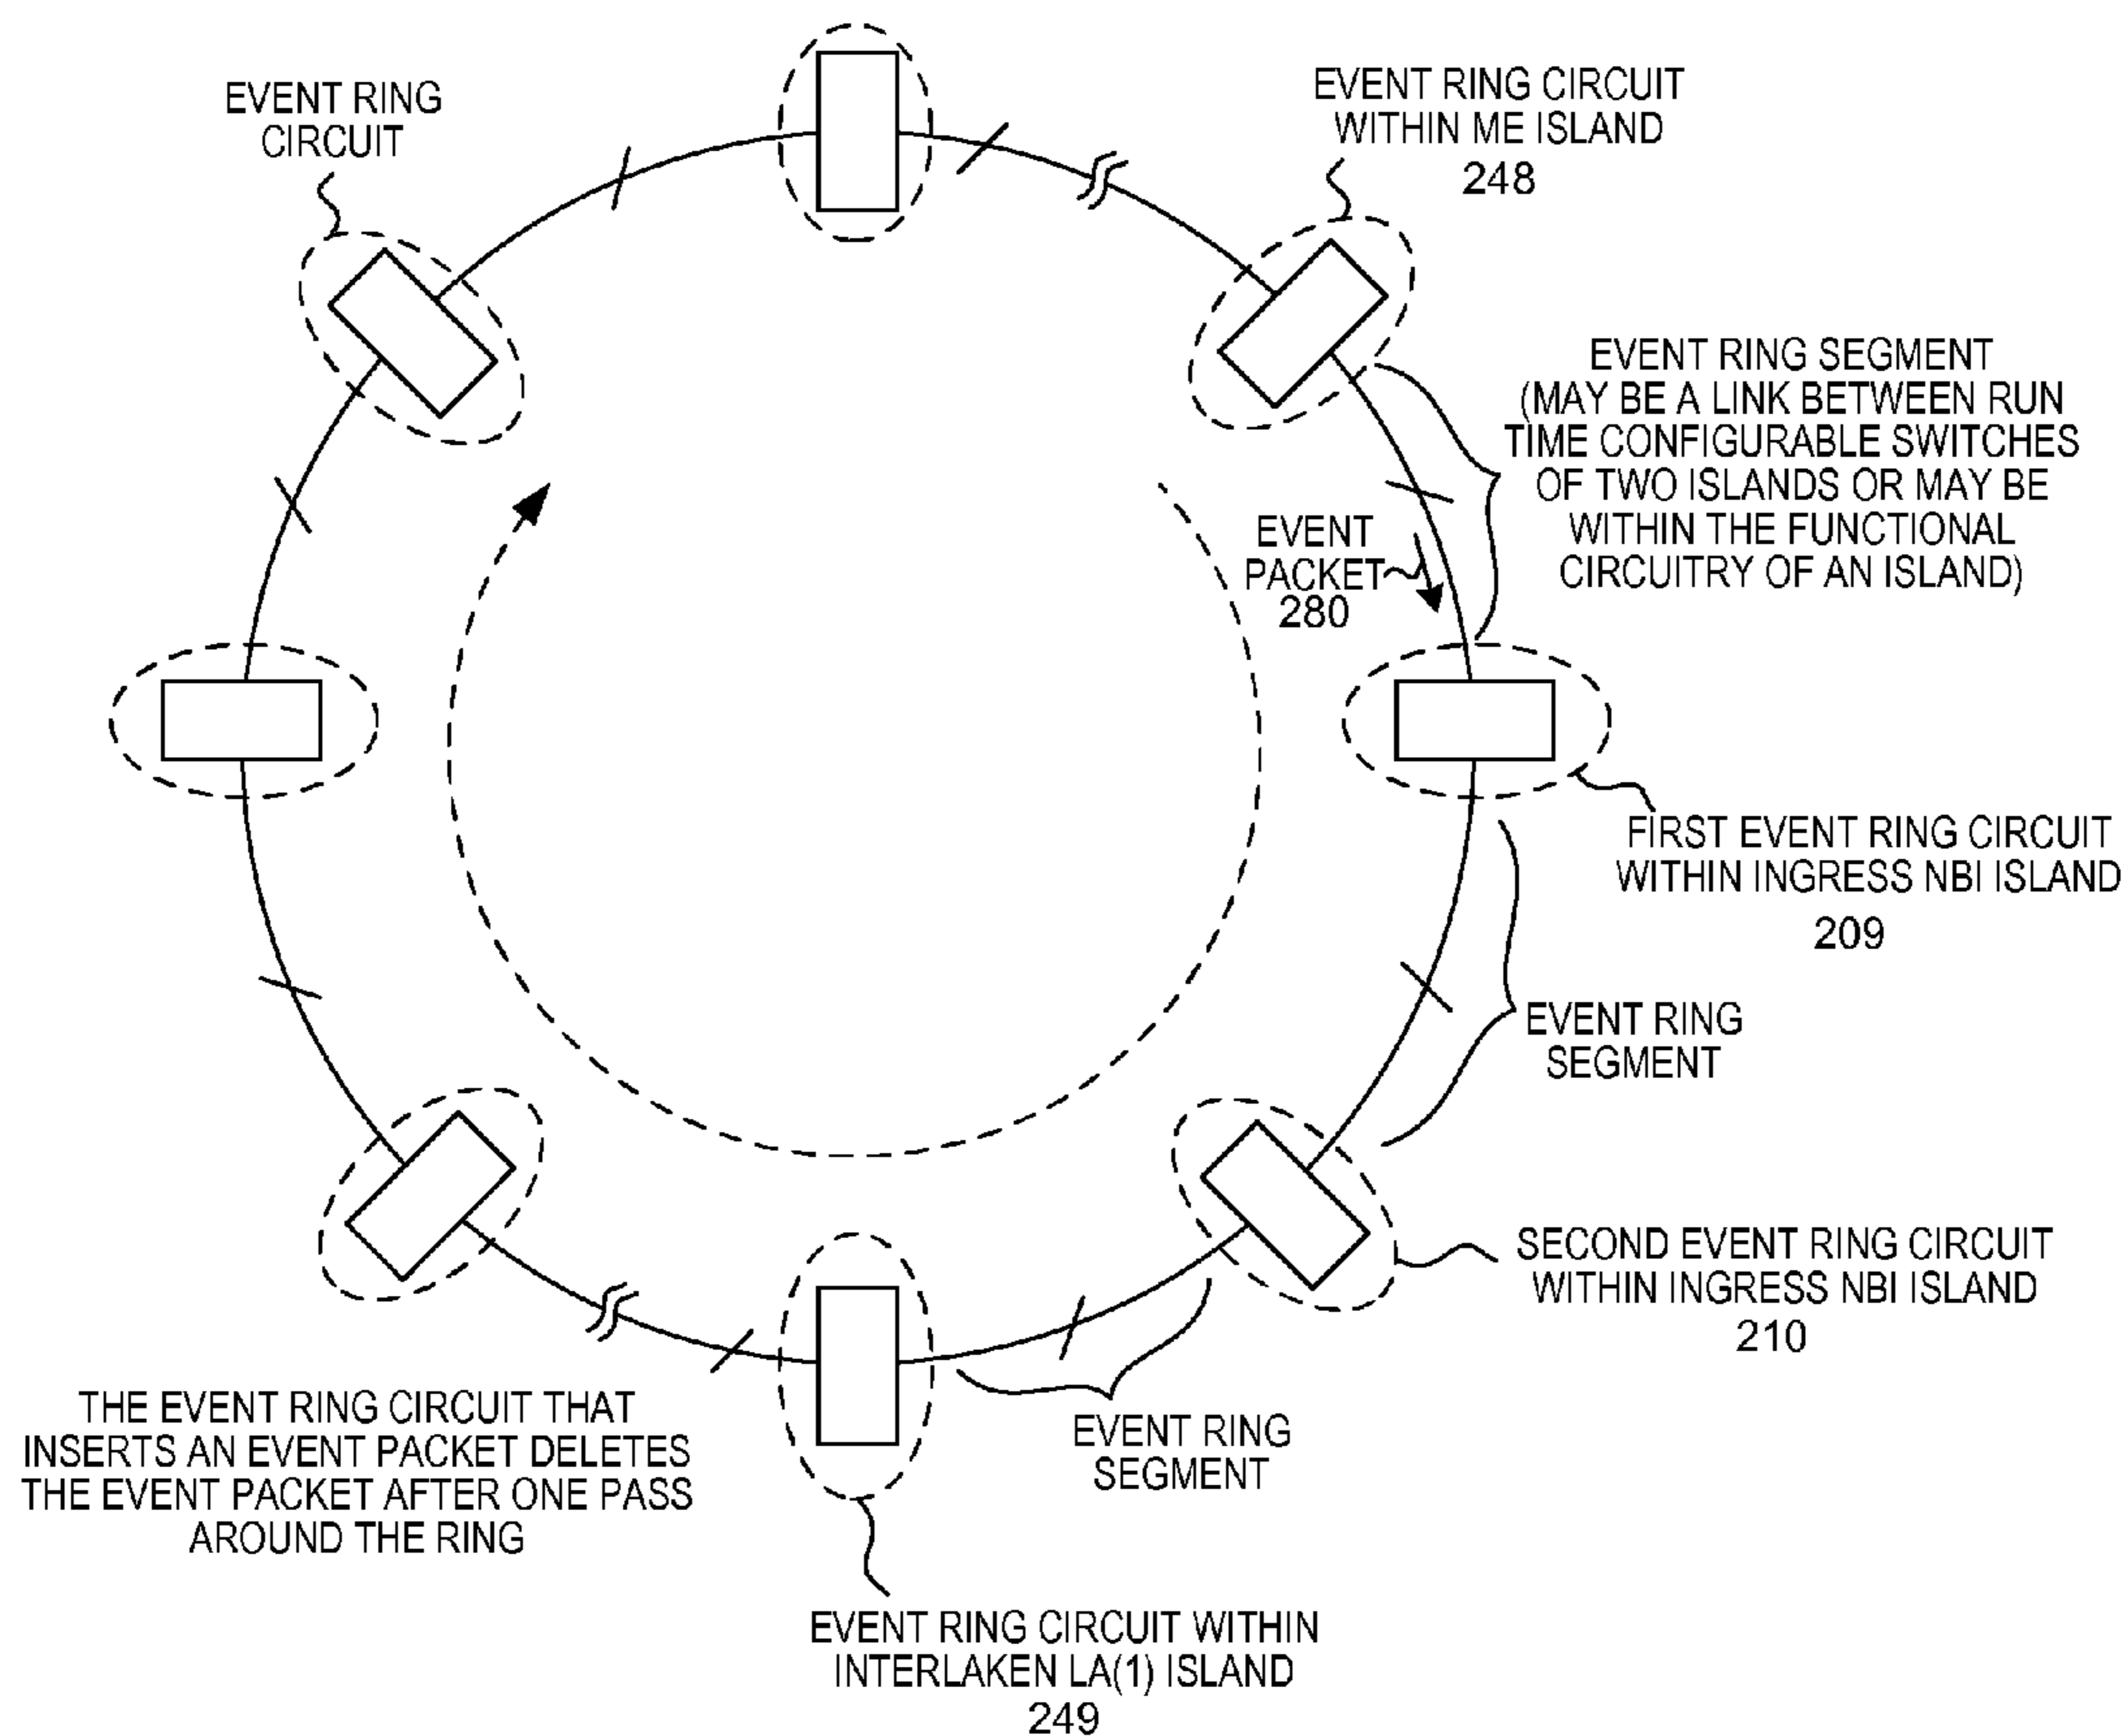 EVENT RING
CIRCUIT
EVENT RING CIRCUIT
WITHIN ME ISLAND
248
EVENT RING SEGMENT
(MAY BE A LINK BETWEEN RUN
TIME CONFIGURABLE SWITCHES
OF TWO ISLANDS OR MAY BE
WITHIN THE FUNCTIONAL
CIRCUITRY OF AN ISLAND)
EVENT
PACKET
280
FIRST EVENT RING CIRCUIT
WITHIN INGRESS NBI ISLAND
209
EVENT RING
SEGMENT
SECOND EVENT RING CIRCUIT
WITHIN INGRESS NBI ISLAND
210
EVENT RING
SEGMENT
THE EVENT RING CIRCUIT THAT
INSERTS AN EVENT PACKET DELETES
THE EVENT PACKET AFTER ONE PASS
AROUND THE RING
EVENT RING CIRCUIT WITHIN
INTERLAKEN LA(1) ISLAND
249